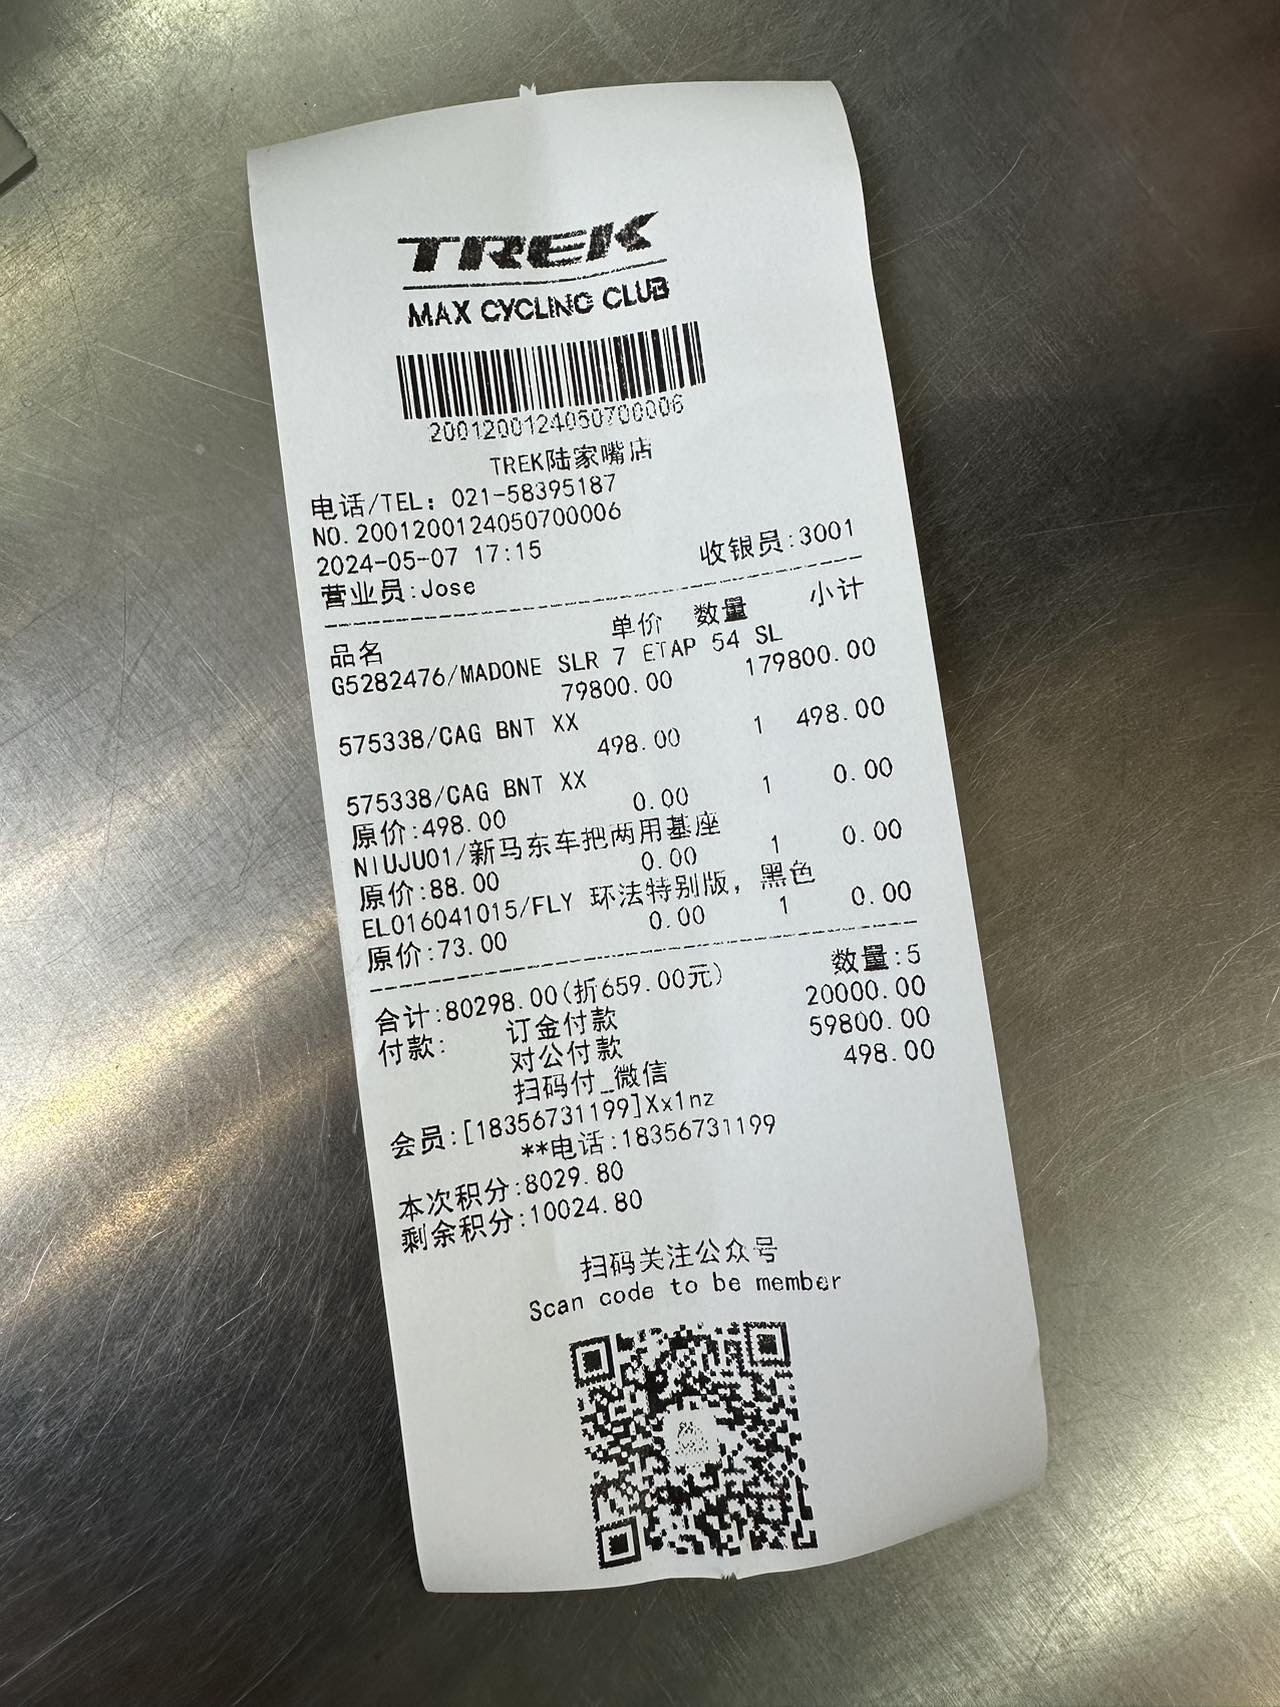 TREK
MAX CYCLING CLUB
2001200124050700006
TREK陆家嘴店
电话/TEL: 021-58395187
NO.2001200124050700006
2024-05-07 17:15 收银员:3001
营业员:Jose
品名 单价 数量 小计
G5282476/MADONE SLR 7 ETAP 54 SL
79800.00 179800.00
575338/CAG BNT XX
498.00 1 498.00
575338/CAG BNT XX
0.00 1 0.00
原价:498.00
NIUJU01/新马东车把两用基座
0.00 1 0.00
原价:88.00
EL016041015/FLY 环法特别版，黑色
0.00 1 0.00
原价:73.00
数量:5
合计:80298.00(折659.00元)
付款: 订金付款 20000.00
对公付款 59800.00
扫码付_微信 498.00
会员:[18356731199]Xx1nz
**电话:18356731199
本次积分:8029.80
剩余积分:10024.80
扫码关注公众号
Scan code to be member